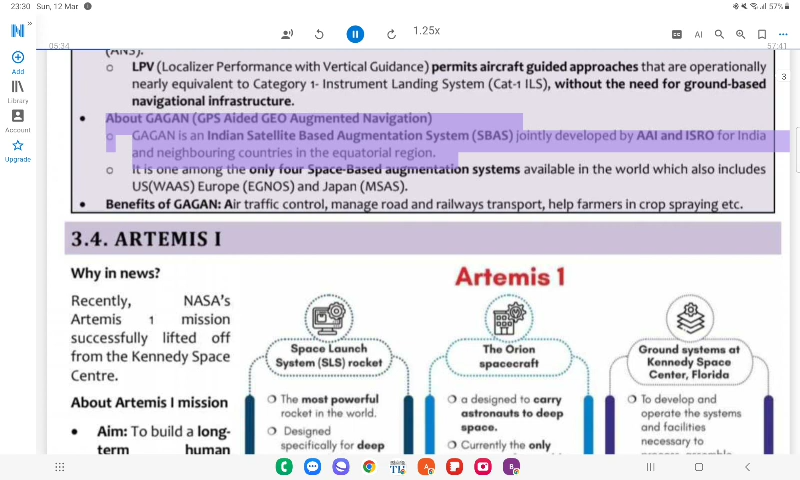 23:30 Sun, 12 Mar
57%
1.25x
05:34
57:41
Add
Library
Account
Upgrade
AI
3
(ANS).
o LPV (Localizer Performance with Vertical Guidance) permits aircraft guided approaches that are operationally
nearly equivalent to Category 1- Instrument Landing System (Cat-1 ILS), without the need for ground-based
navigational infrastructure.
• About GAGAN (GPS Aided GEO Augmented Navigation)
o GAGAN is an Indian Satellite Based Augmentation System (SBAS) jointly developed by AAI and ISRO for India
and neighbouring countries in the equatorial region.
o It is one among the only four Space-Based augmentation systems available in the world which also includes
US(WAAS) Europe (EGNOS) and Japan (MSAS).
• Benefits of GAGAN: Air traffic control, manage road and railways transport, help farmers in crop spraying etc.
3.4. ARTEMIS I
Why in news?
Recently, NASA's
Artemis 1 mission
successfully lifted off
from the Kennedy Space
Centre.
About Artemis I mission
• Aim: To build a long-
term human
Artemis 1
Space Launch
System (SLS) rocket
The most powerful
rocket in the world.
Designed
specifically for deep
The Orion
spacecraft
a designed to carry
astronauts to deep
space.
Currently the only
Ground systems at
Kennedy Space
Center, Florida
To develop and
operate the systems
and facilities
necessary to